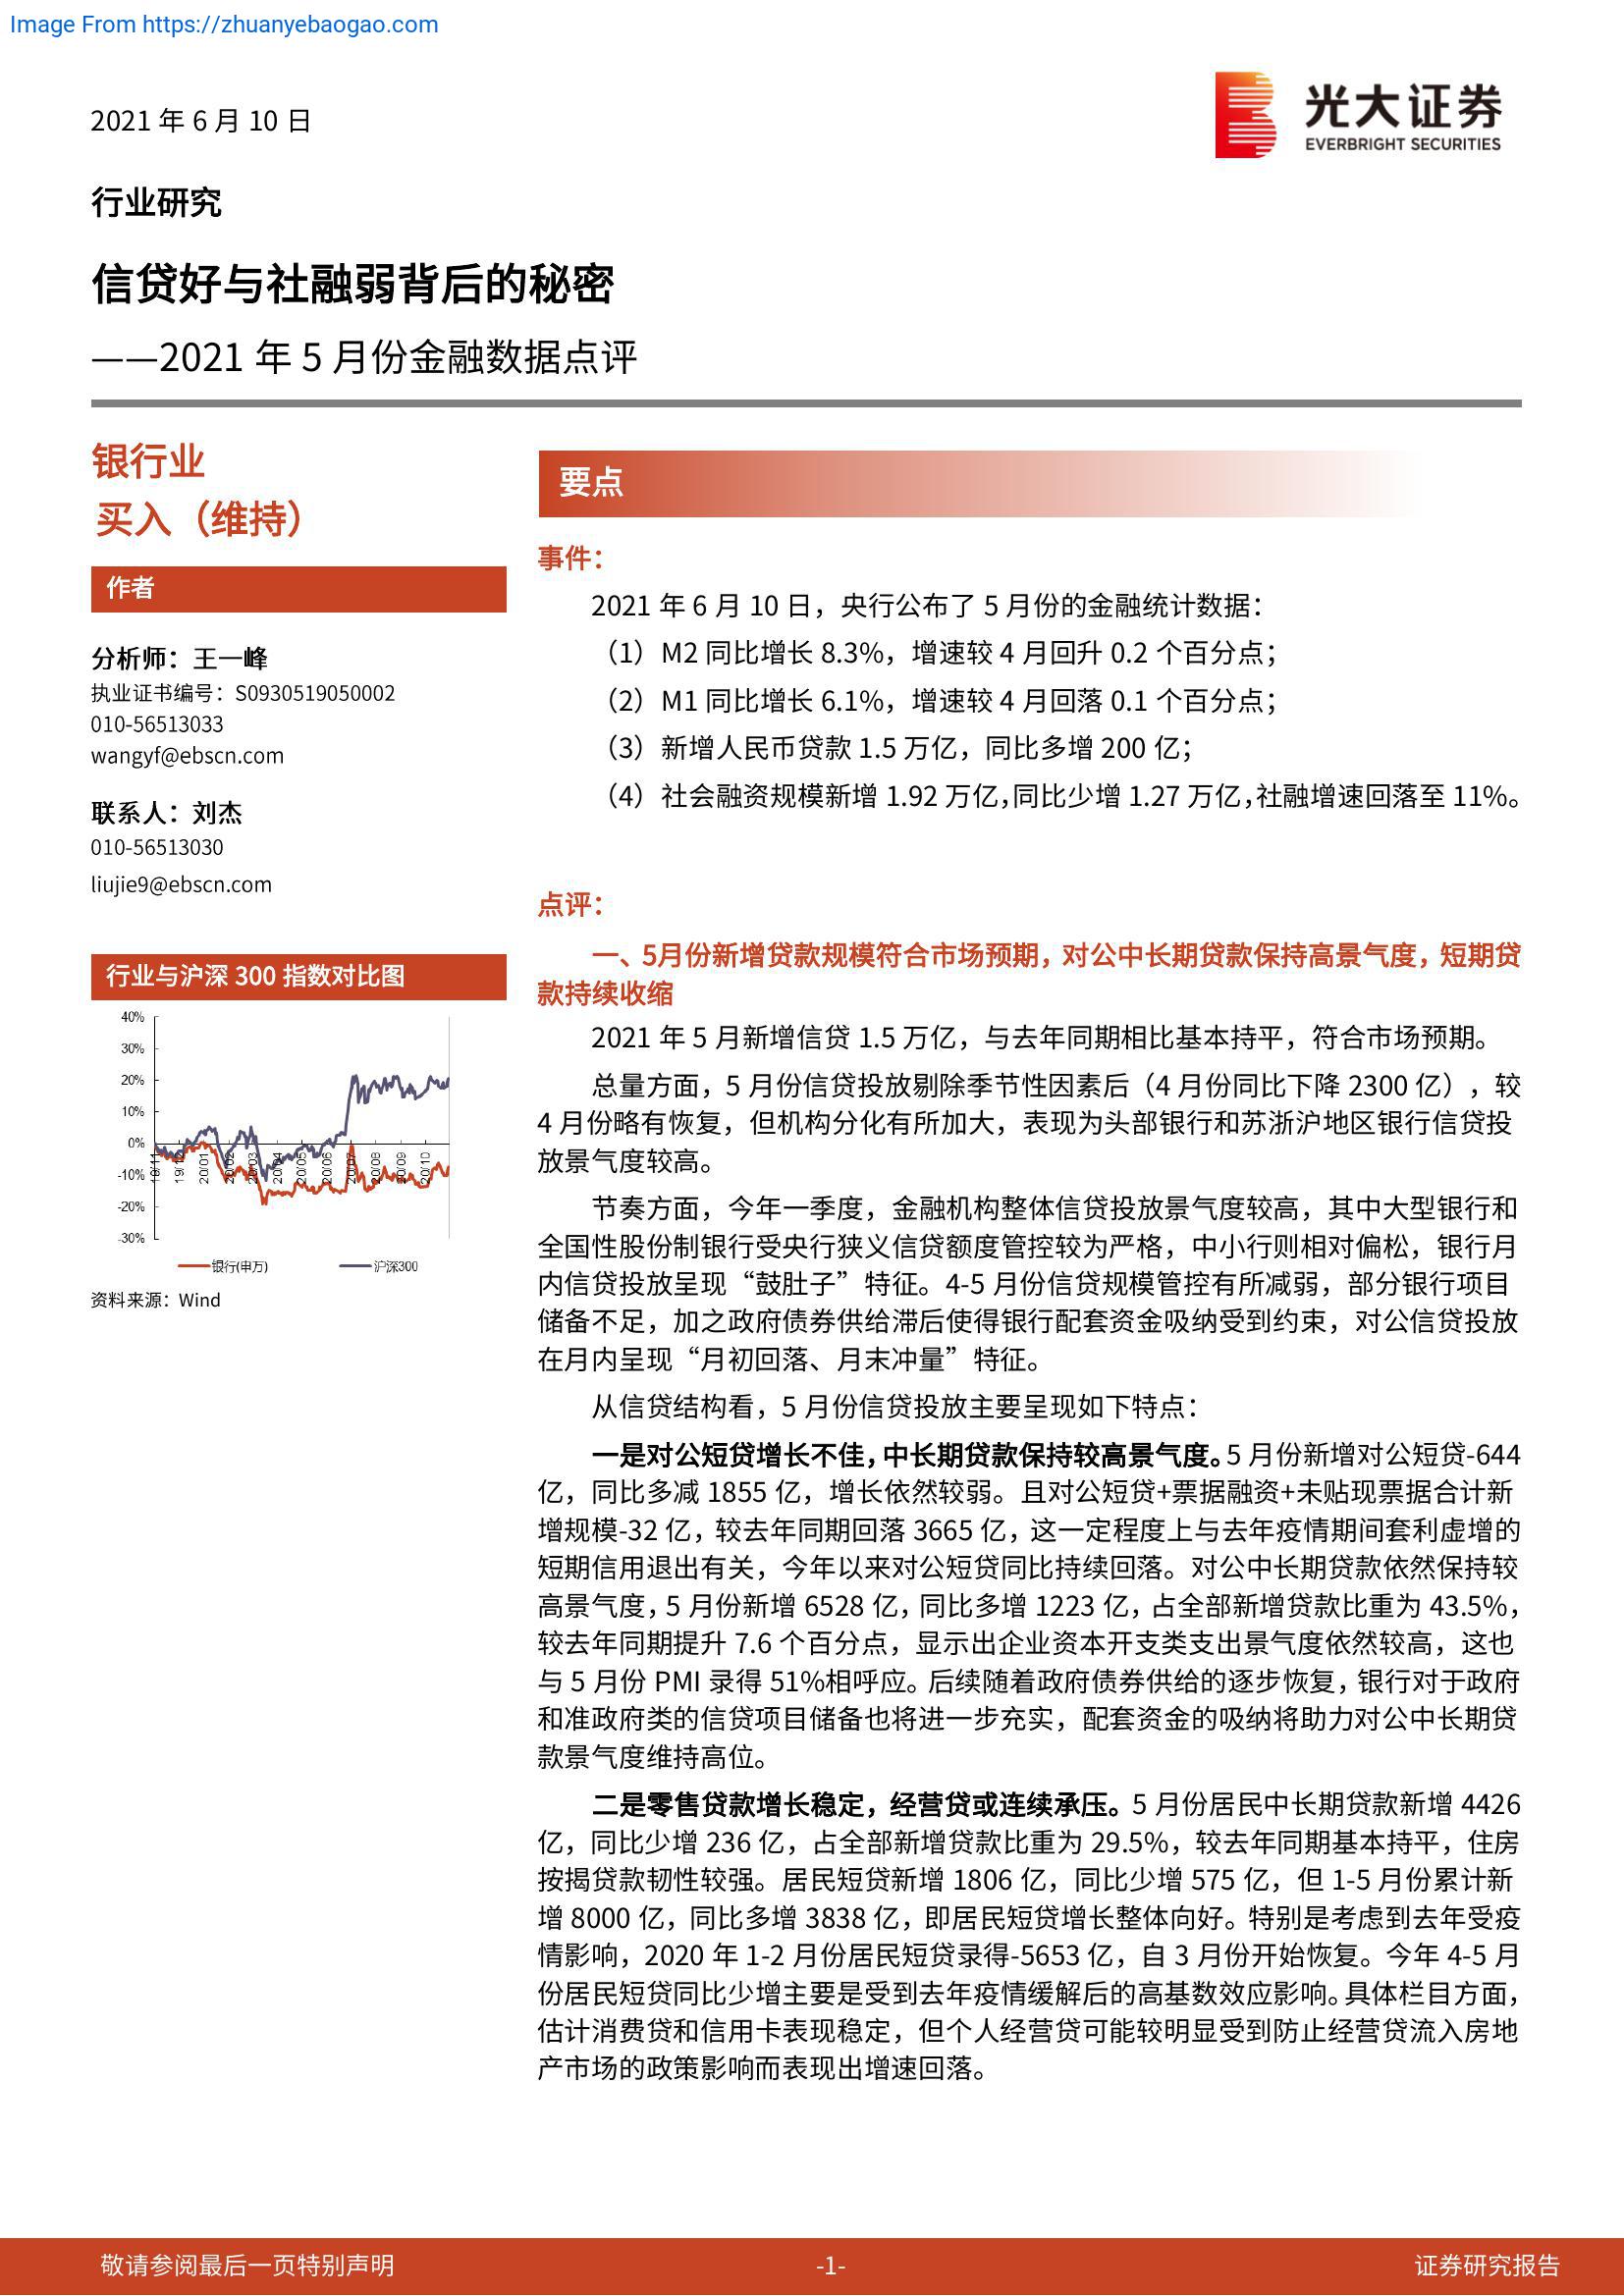 Image From https://zhuanyebaogao.com
2021 年 6 月 10 日
光大证券
EVERBRIGHT SECURITIES
行业研究
信贷好与社融弱背后的秘密
——2021 年 5 月份金融数据点评
银行业
买入（维持）
作者
分析师：王一峰
执业证书编号：S0930519050002
010-56513033
wangyf@ebscn.com
联系人：刘杰
010-56513030
liujie9@ebscn.com
行业与沪深 300 指数对比图
40%
30%
20%
10%
0%
-10%
-20%
-30%
20/01 20/02 20/03 20/04 20/05 20/06 20/07 20/08 20/09 20/10
银行(申万) 沪深300
资料来源：Wind
要点
事件：
2021 年 6 月 10 日，央行公布了 5 月份的金融统计数据：
（1）M2 同比增长 8.3%，增速较 4 月回升 0.2 个百分点；
（2）M1 同比增长 6.1%，增速较 4 月回落 0.1 个百分点；
（3）新增人民币贷款 1.5 万亿，同比多增 200 亿；
（4）社会融资规模新增 1.92 万亿，同比少增 1.27 万亿，社融增速回落至 11%。
点评：
一、5月份新增贷款规模符合市场预期，对公中长期贷款保持高景气度，短期贷
款持续收缩
2021 年 5 月新增信贷 1.5 万亿，与去年同期相比基本持平，符合市场预期。
总量方面，5 月份信贷投放剔除季节性因素后（4 月份同比下降 2300 亿），较
4 月份略有恢复，但机构分化有所加大，表现为头部银行和苏浙沪地区银行信贷投
放景气度较高。
节奏方面，今年一季度，金融机构整体信贷投放景气度较高，其中大型银行和
全国性股份制银行受央行狭义信贷额度管控较为严格，中小行则相对偏松，银行月
内信贷投放呈现“鼓肚子”特征。4-5 月份信贷规模管控有所减弱，部分银行项目
储备不足，加之政府债券供给滞后使得银行配套资金吸纳受到约束，对公信贷投放
在月内呈现“月初回落、月末冲量”特征。
从信贷结构看，5 月份信贷投放主要呈现如下特点：
一是对公短贷增长不佳，中长期贷款保持较高景气度。5 月份新增对公短贷-644
亿，同比多减 1855 亿，增长依然较弱。且对公短贷+票据融资+未贴现票据合计新
增规模-32 亿，较去年同期回落 3665 亿，这一定程度上与去年疫情期间套利虚增的
短期信用退出有关，今年以来对公短贷同比持续回落。对公中长期贷款依然保持较
高景气度，5 月份新增 6528 亿，同比多增 1223 亿，占全部新增贷款比重为 43.5%，
较去年同期提升 7.6 个百分点，显示出企业资本开支类支出景气度依然较高，这也
与 5 月份 PMI 录得 51%相呼应。后续随着政府债券供给的逐步恢复，银行对于政府
和准政府类的信贷项目储备也将进一步充实，配套资金的吸纳将助力对公中长期贷
款景气度维持高位。
二是零售贷款增长稳定，经营贷或连续承压。5 月份居民中长期贷款新增 4426
亿，同比少增 236 亿，占全部新增贷款比重为 29.5%，较去年同期基本持平，住房
按揭贷款韧性较强。居民短贷新增 1806 亿，同比少增 575 亿，但 1-5 月份累计新
增 8000 亿，同比多增 3838 亿，即居民短贷增长整体向好。特别是考虑到去年受疫
情影响，2020 年 1-2 月份居民短贷录得-5653 亿，自 3 月份开始恢复。今年 4-5 月
份居民短贷同比少增主要是受到去年疫情缓解后的高基数效应影响。具体栏目方面，
估计消费贷和信用卡表现稳定，但个人经营贷可能较明显受到防止经营贷流入房地
产市场的政策影响而表现出增速回落。
敬请参阅最后一页特别声明
-1-
证券研究报告